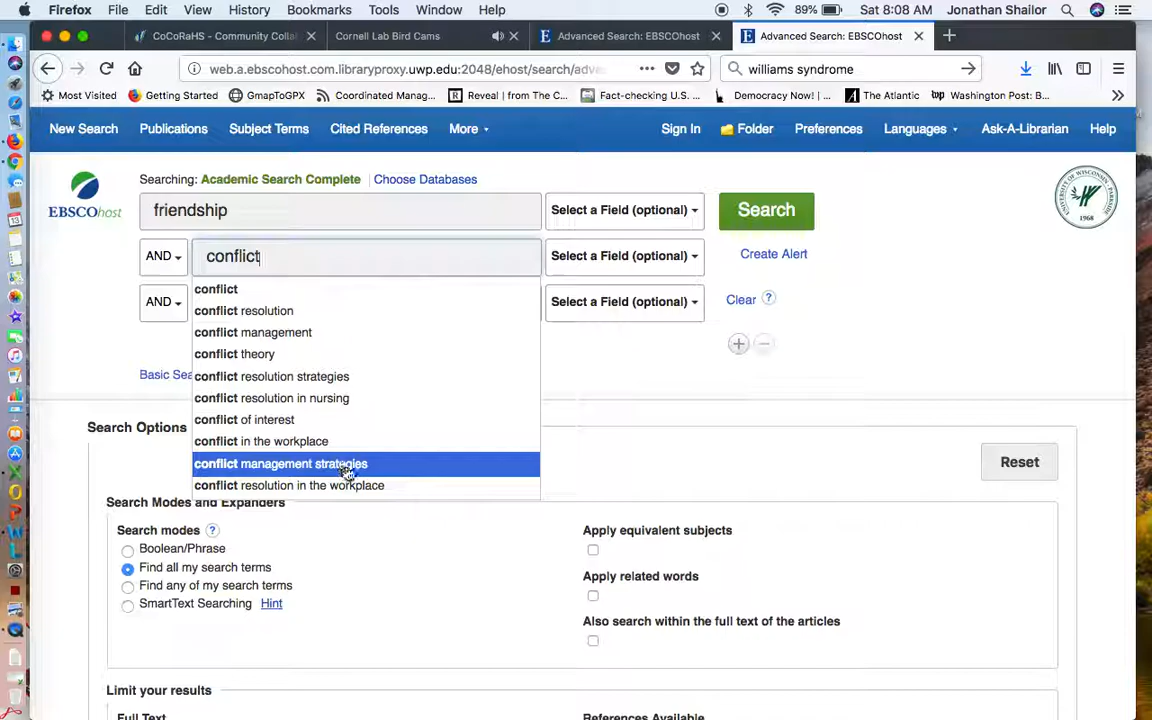 Firefox File Edit View History Bookmarks Tools Window Help 89% Sat 8:08 AM Jonathan Shailor
CoCoRaHS - Community Colla Cornell Lab Bird Cams Advanced Search: EBSCOhost Advanced Search: EBSCOhost
web.a.ebscohost.com.libraryproxy.uwp.edu:2048/ehost/search/adva williams syndrome
Most Visited Getting Started GmapToGPX Coordinated Manag... Reveal | from The C... Fact-checking U.S. ... Democracy Now! | ... The Atlantic Washington Post: B...
New Search Publications Subject Terms Cited References More Sign In Folder Preferences Languages Ask-A-Librarian Help
Searching: Academic Search Complete Choose Databases
EBSCOhost
friendship Select a Field (optional) Search
AND conflict Select a Field (optional) Create Alert
conflict
AND Select a Field (optional) Clear ?
conflict resolution
conflict management
conflict theory
Basic Sea conflict resolution strategies
conflict resolution in nursing
conflict of interest
Search Options conflict in the workplace
conflict management strategies Reset
conflict resolution in the workplace
Search Modes and Expanders
Search modes ? Apply equivalent subjects
Boolean/Phrase
Find all my search terms Apply related words
Find any of my search terms
SmartText Searching Hint Also search within the full text of the articles
Limit your results
Full Text References Available